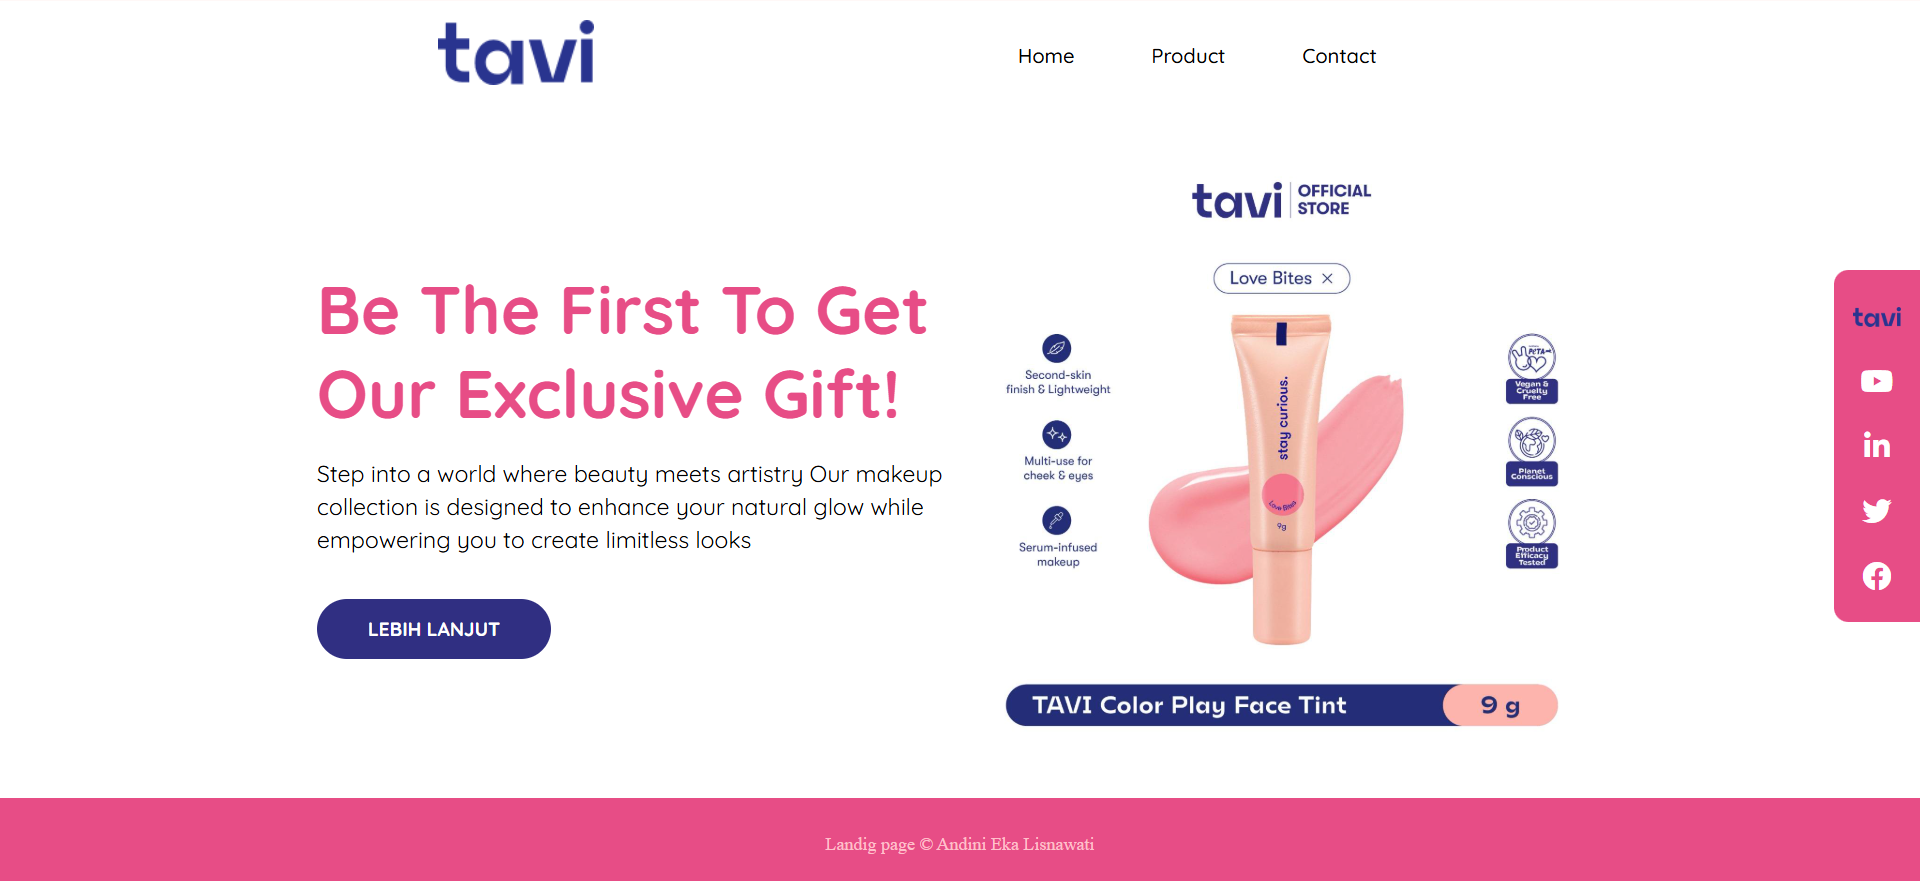 tavi
Home
Product
Contact
Be The First To Get
Our Exclusive Gift!
Step into a world where beauty meets artistry Our makeup
collection is designed to enhance your natural glow while
empowering you to create limitless looks
LEBIH LANJUT
tavi OFFICIAL
STORE
Love Bites ×
Second-skin
finish & Lightweight
Multi-use for
cheek & eyes
Serum-infused
makeup
stay curious.
Love Bites
9g
PETA
Vegan &
Cruelty
Free
Planet
Conscious
Product
Efficacy
Tested
TAVI Color Play Face Tint
9 g
tavi
in
Landig page © Andini Eka Lisnawati